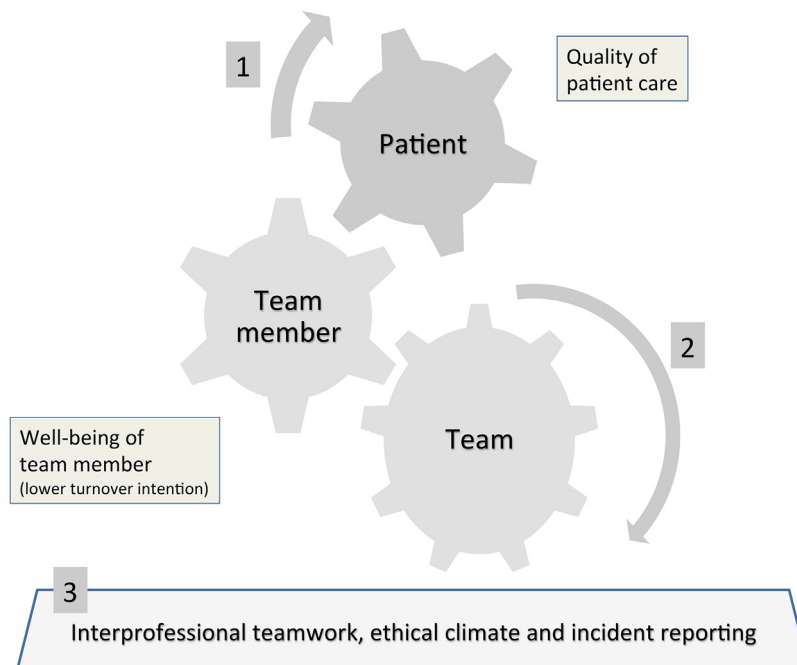 1
Patient
Quality of
patient care
Team
member
2
Team
Well-being of
team member
(lower turnover intention)
3
Interprofessional teamwork, ethical climate and incident reporting